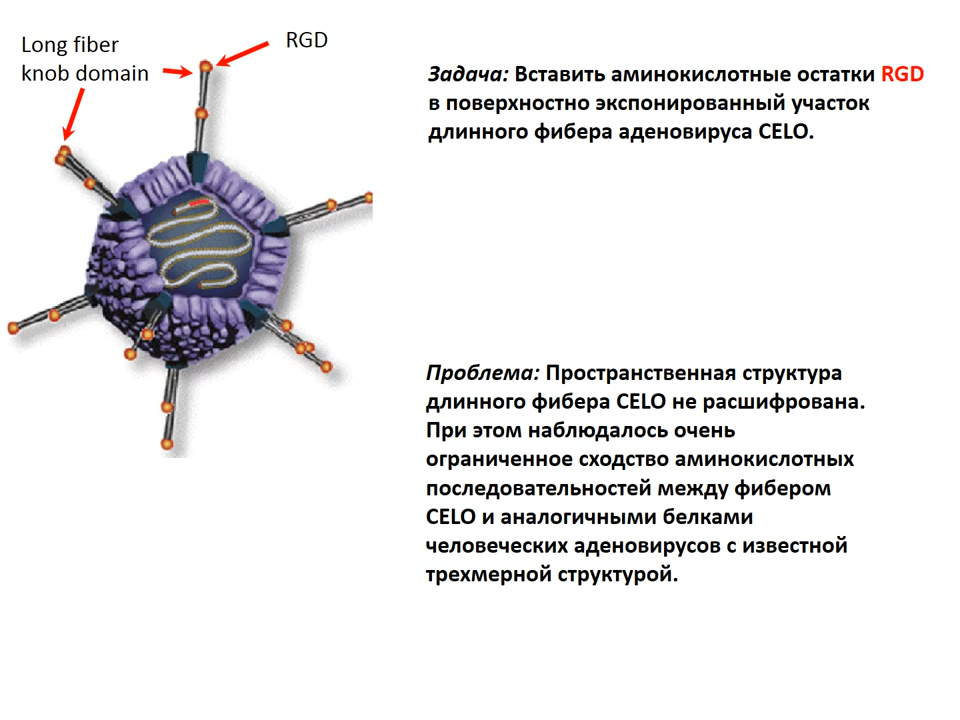 Long fiber
knob domain
RGD
Задача: Вставить аминокислотные остатки RGD
в поверхностно экспонированный участок
длинного фибера аденовируса CELO.
Проблема: Пространственная структура
длинного фибера CELO не расшифрована.
При этом наблюдалось очень
ограниченное сходство аминокислотных
последовательностей между фибером
CELO и аналогичными белками
человеческих аденовирусов с известной
трехмерной структурой.